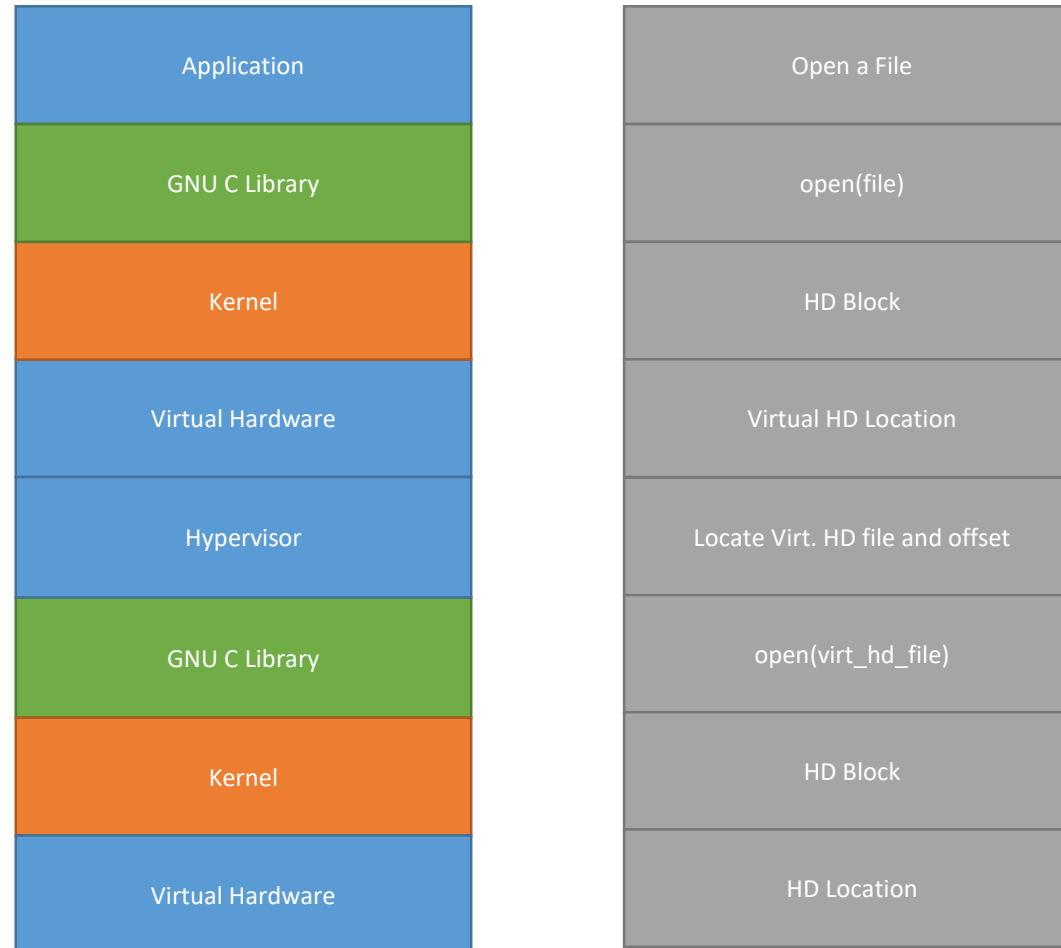 Application
GNU C Library
Kernel
Virtual Hardware
Hypervisor
GNU C Library
Kernel
Virtual Hardware
Open a File
open(file)
HD Block
Virtual HD Location
Locate Virt. HD file and offset
open(virt_hd_file)
HD Block
HD Location